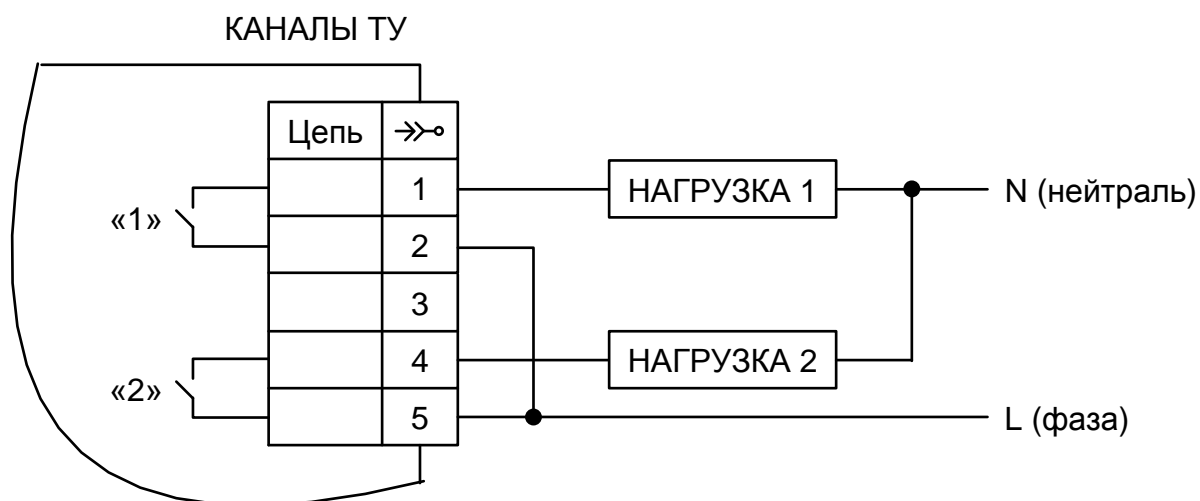 КАНАЛЫ ТУ
Цепь
1 НАГРУЗКА 1 N (нейтраль)
«1»
2
3
4 НАГРУЗКА 2
«2»
5 L (фаза)